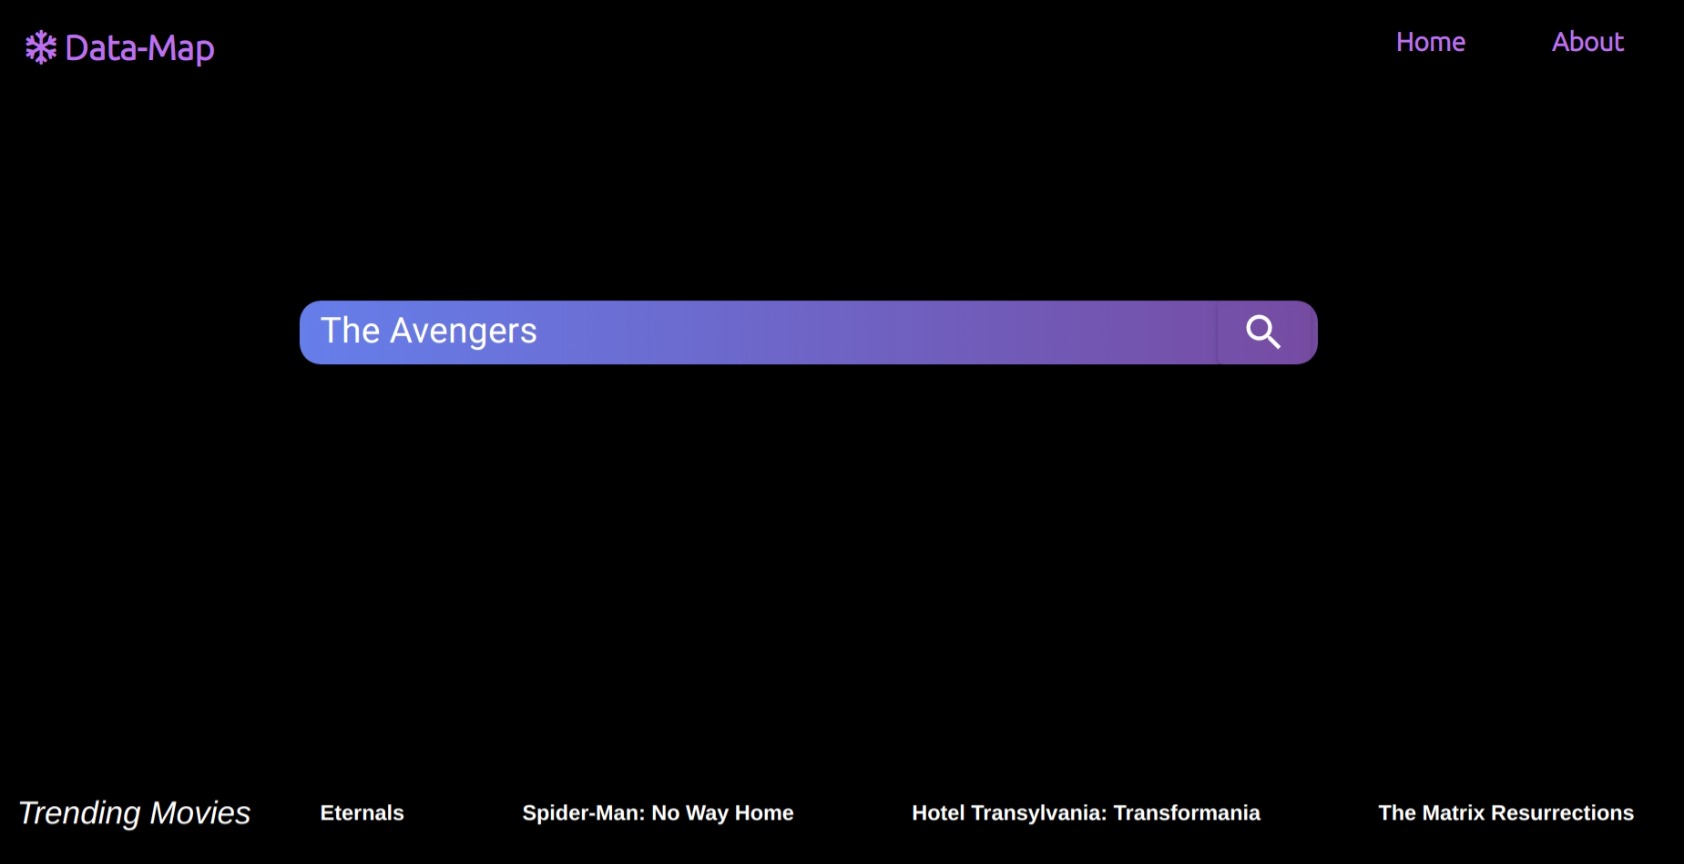 Data-Map
Home
About
The Avengers
Trending Movies
Eternals
Spider-Man: No Way Home
Hotel Transylvania: Transformania
The Matrix Resurrections